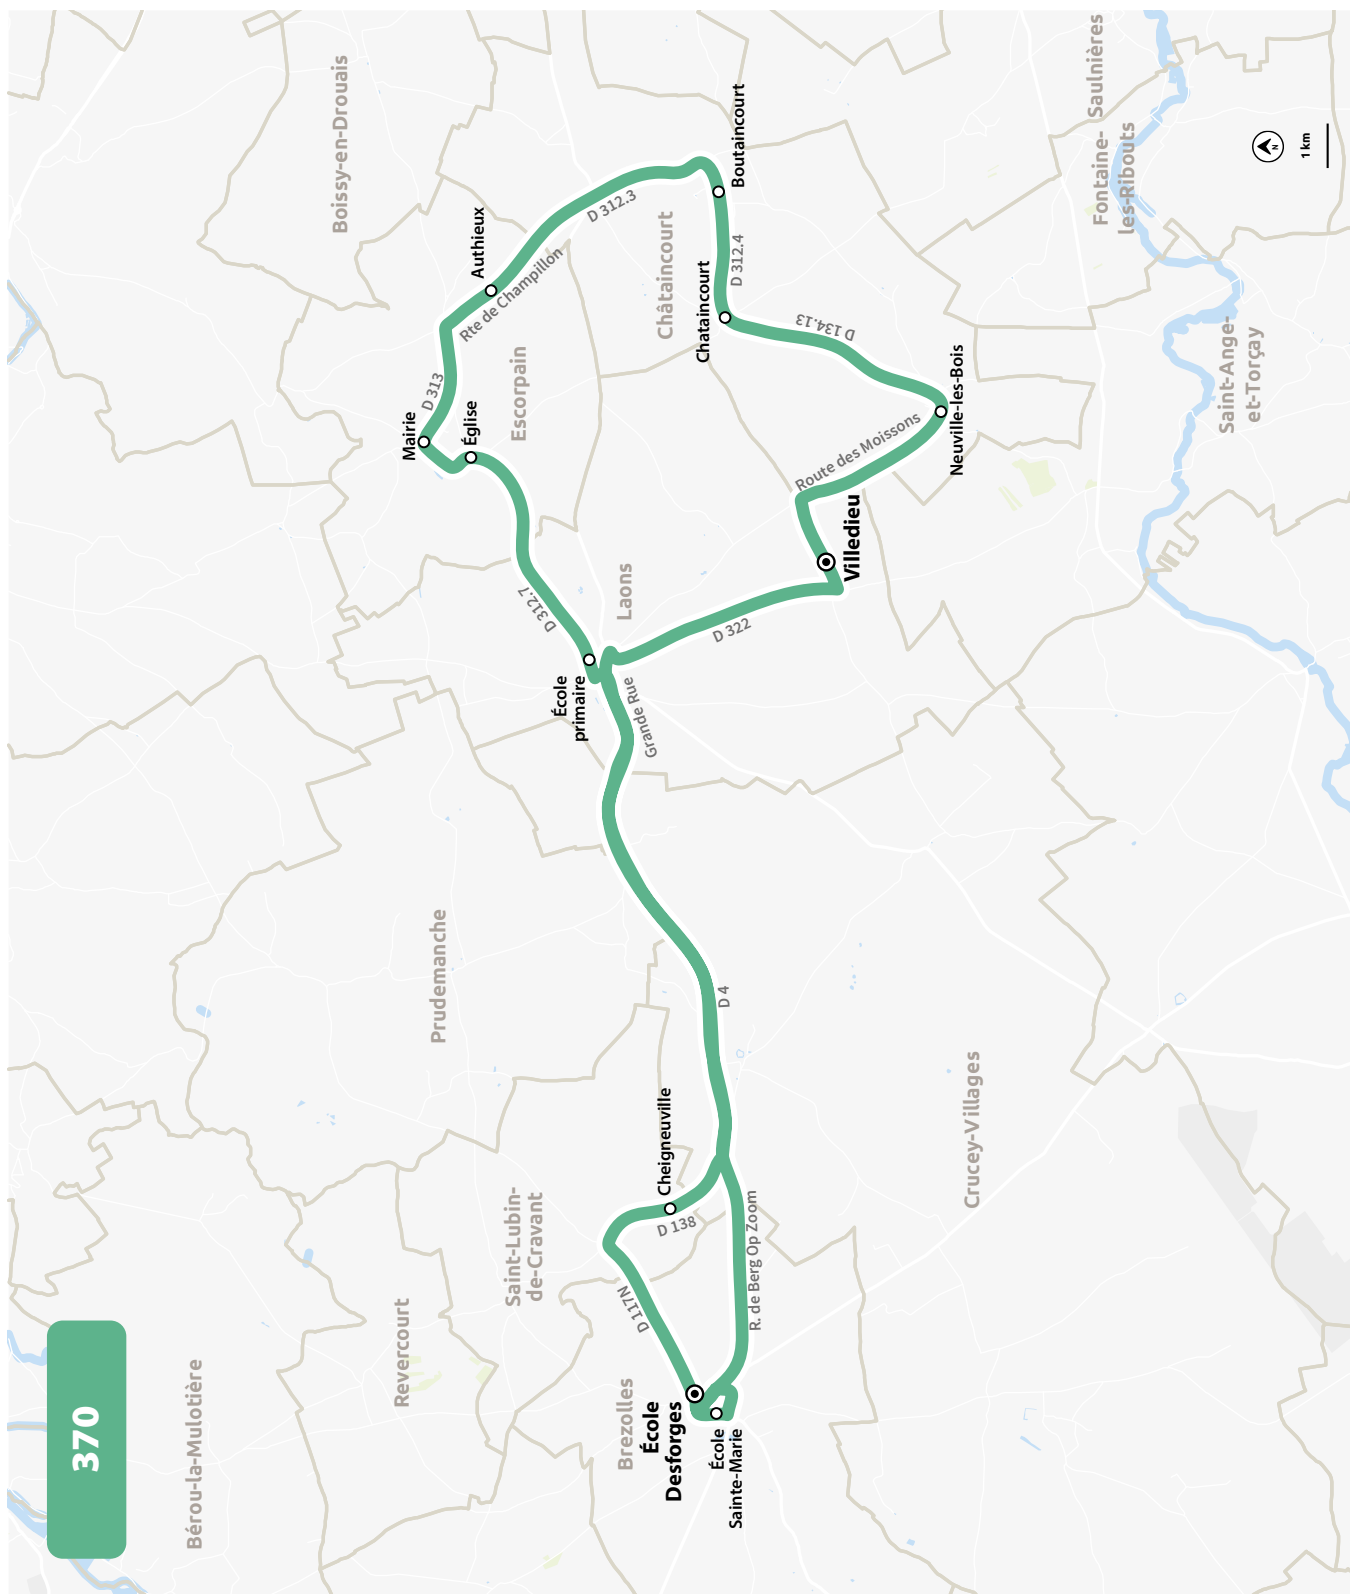 370
Bérou-la-Mulotière
Revercourt
Saint-Lubin-
de-Cravant
Brezolles
École
Desforges
École
Sainte-Marie
D 117N
D 138
Cheigneuville
R. de Berg Op Zoom
Prudemanche
D 4
Crucey-Villages
École
primaire
Grande Rue
Laons
D 312.7
D 322
Villedieu
Route des Moissons
Neuville-les-Bois
Mairie
Église
D 313
Escorpain
Rte de Champillon
Authieux
Boissy-en-Drouais
D 312.3
Châtaincourt
Chataincourt
D 312.4
D 134.13
Boutaincourt
Saint-Ange-
et-Torçay
Fontaine-
les-Ribouts
Saulnières
N
1 km